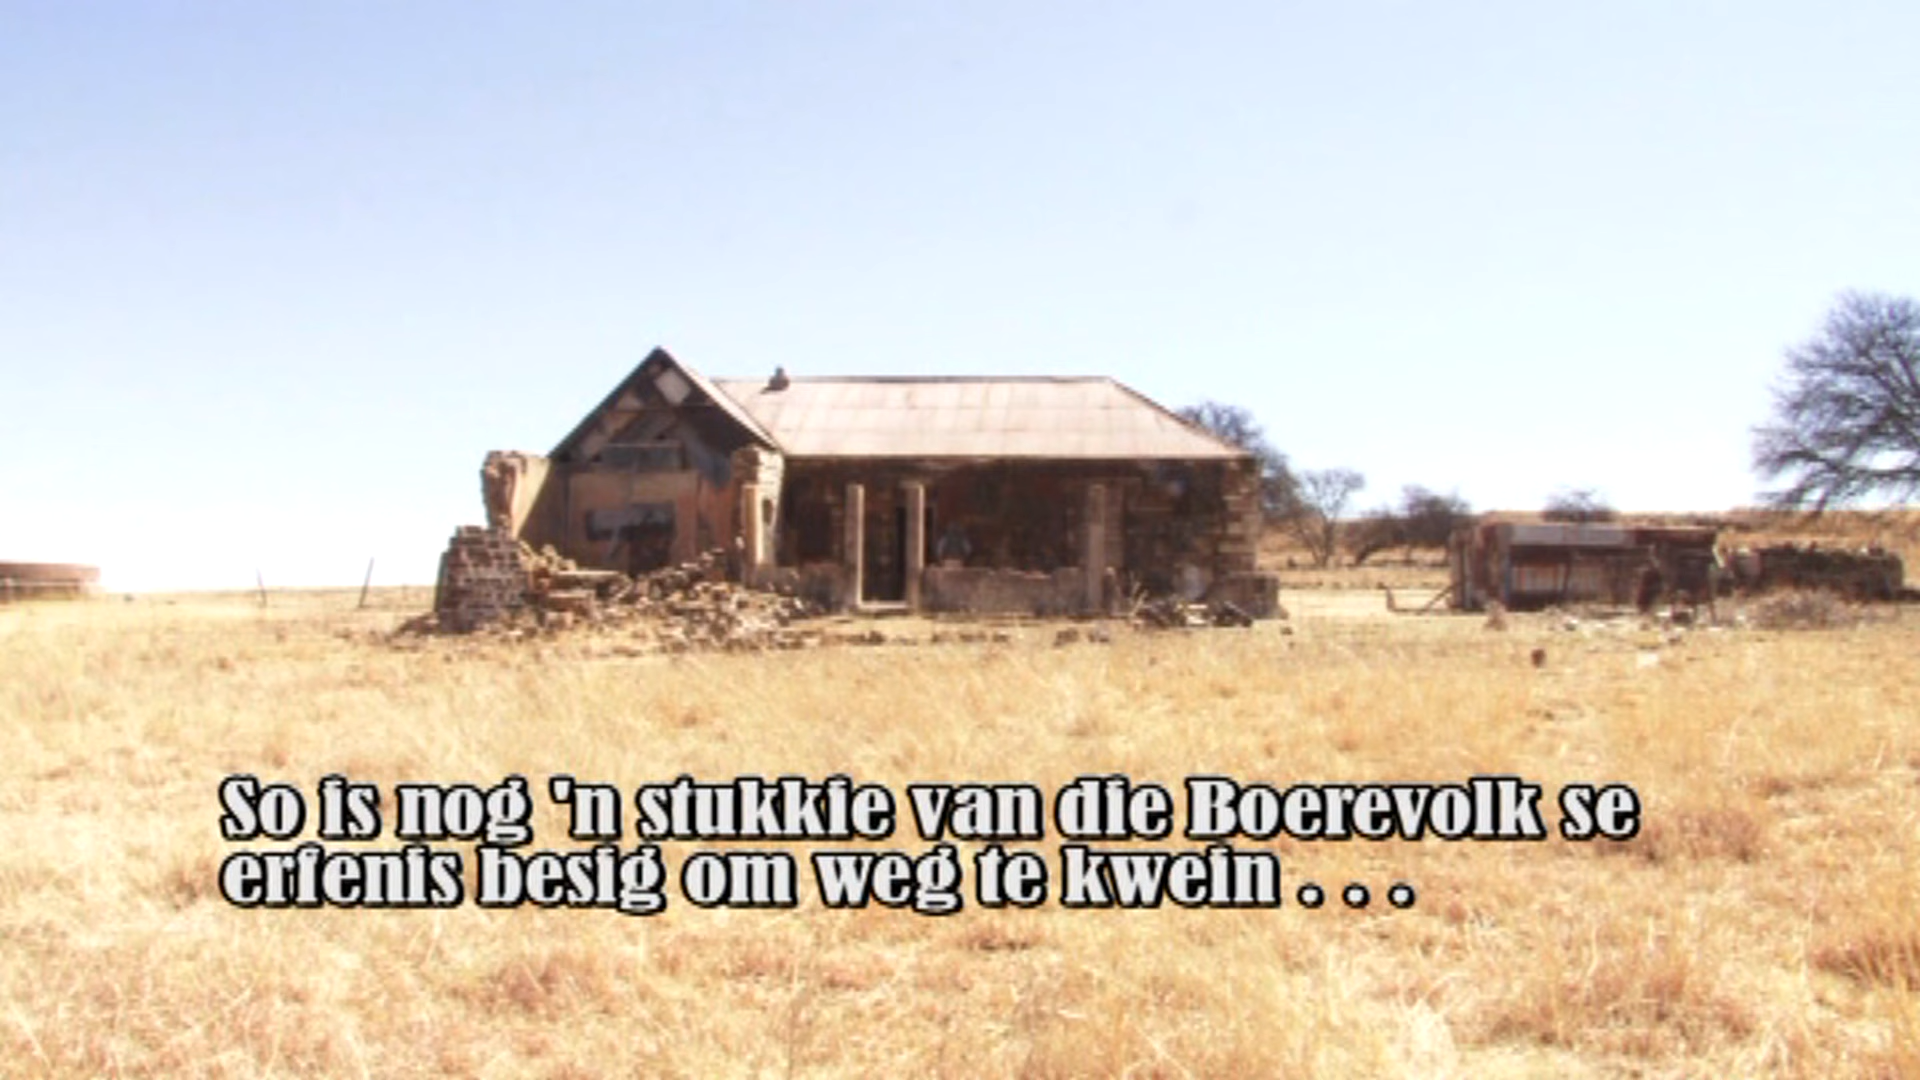 So is nog 'n stukkie van die Boerevolk se
erfenis besig om weg te kwein . . .